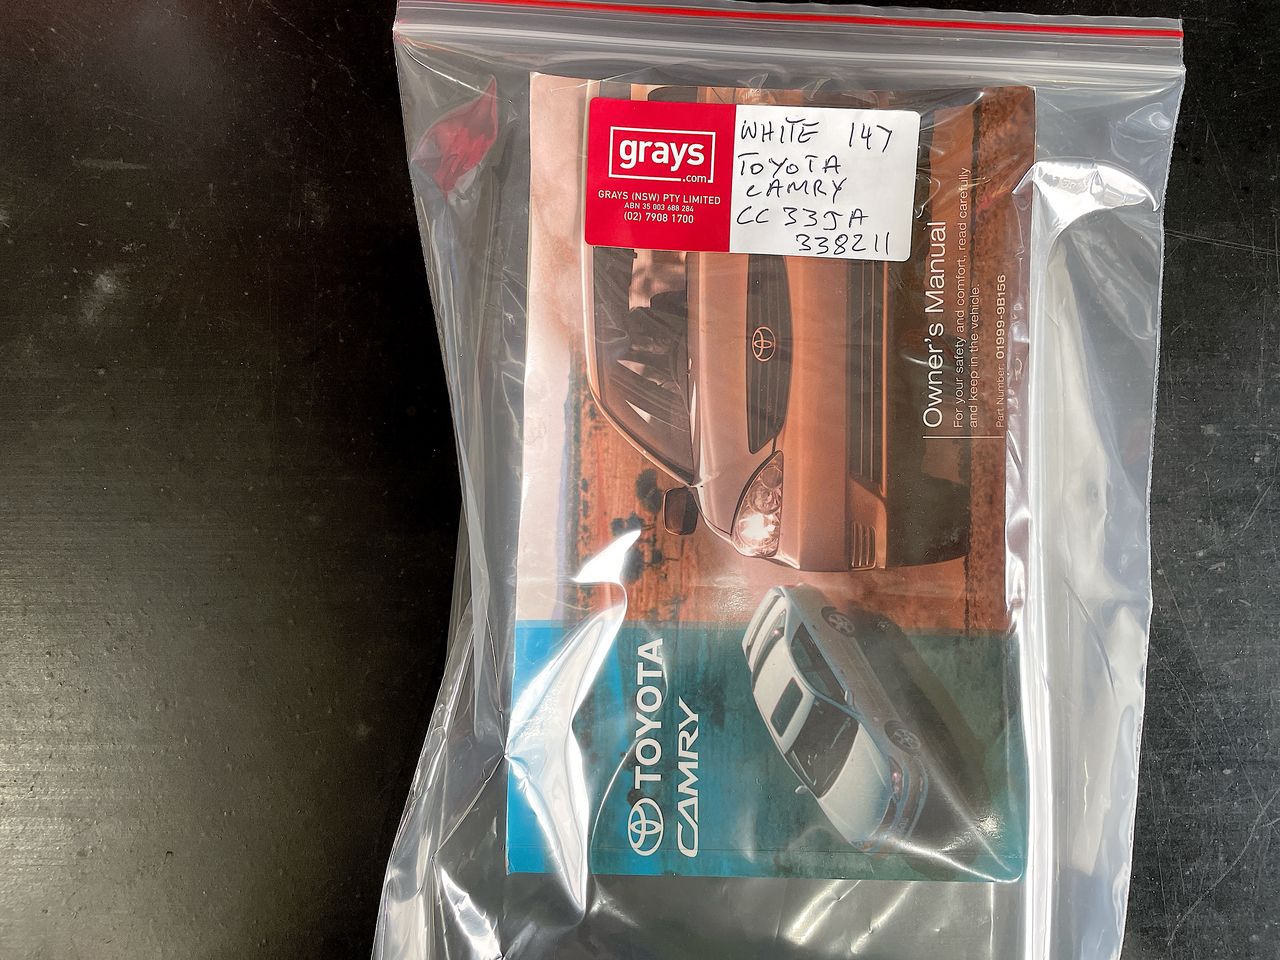 grays
.com
GRAYS (NSW) PTY LIMITED
ABN 35 003 688 284
(02) 7908 1700
WHITE 147
TOYOTA
CAMRY
CC 33JA
338211
Owner's Manual
For your safety and comfort, read carefully
and keep in the vehicle.
Part Number: 01999-9B156
TOYOTA
CAMRY